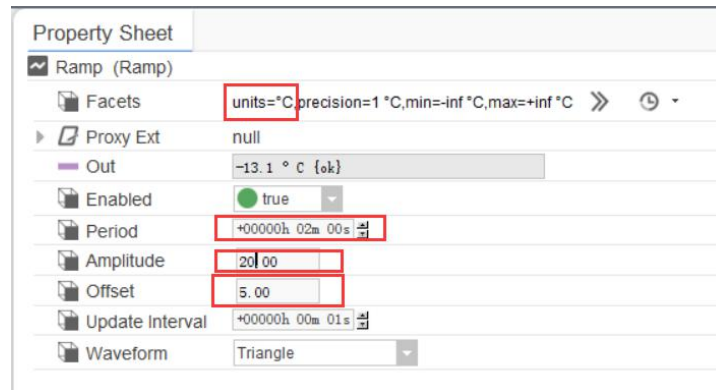 Property Sheet
Ramp (Ramp)
Facets units=°C,precision=1 °C,min=-inf °C,max=+inf °C
Proxy Ext null
Out -13.1 ° C {ok}
Enabled true
Period +00000h 02m 00s
Amplitude 20.00
Offset 5.00
Update Interval +00000h 00m 01s
Waveform Triangle